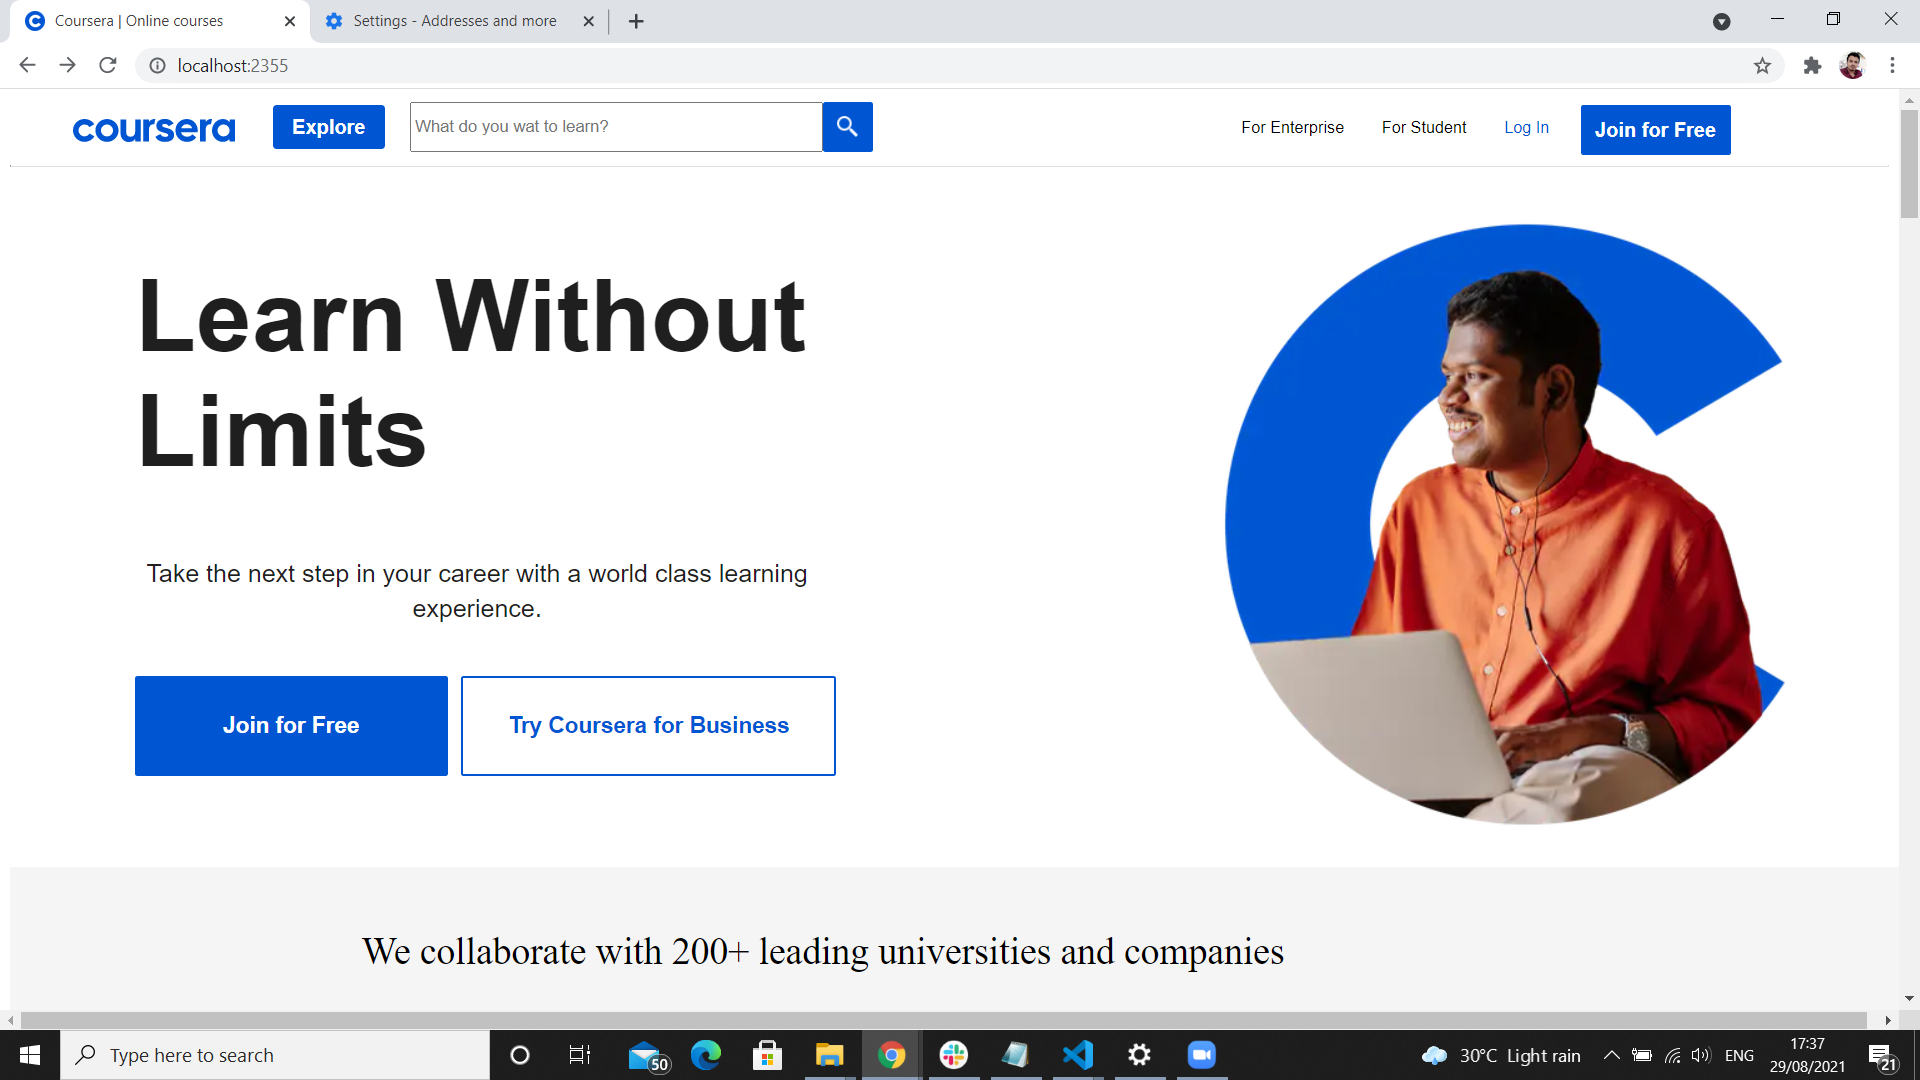 Coursera | Online courses
Settings - Addresses and more
localhost:2355
coursera
Explore
What do you wat to learn?
For Enterprise
For Student
Log In
Join for Free
Learn Without
Limits
Take the next step in your career with a world class learning
experience.
Join for Free
Try Coursera for Business
We collaborate with 200+ leading universities and companies
Type here to search
50
30°C Light rain
ENG
17:37
29/08/2021
21